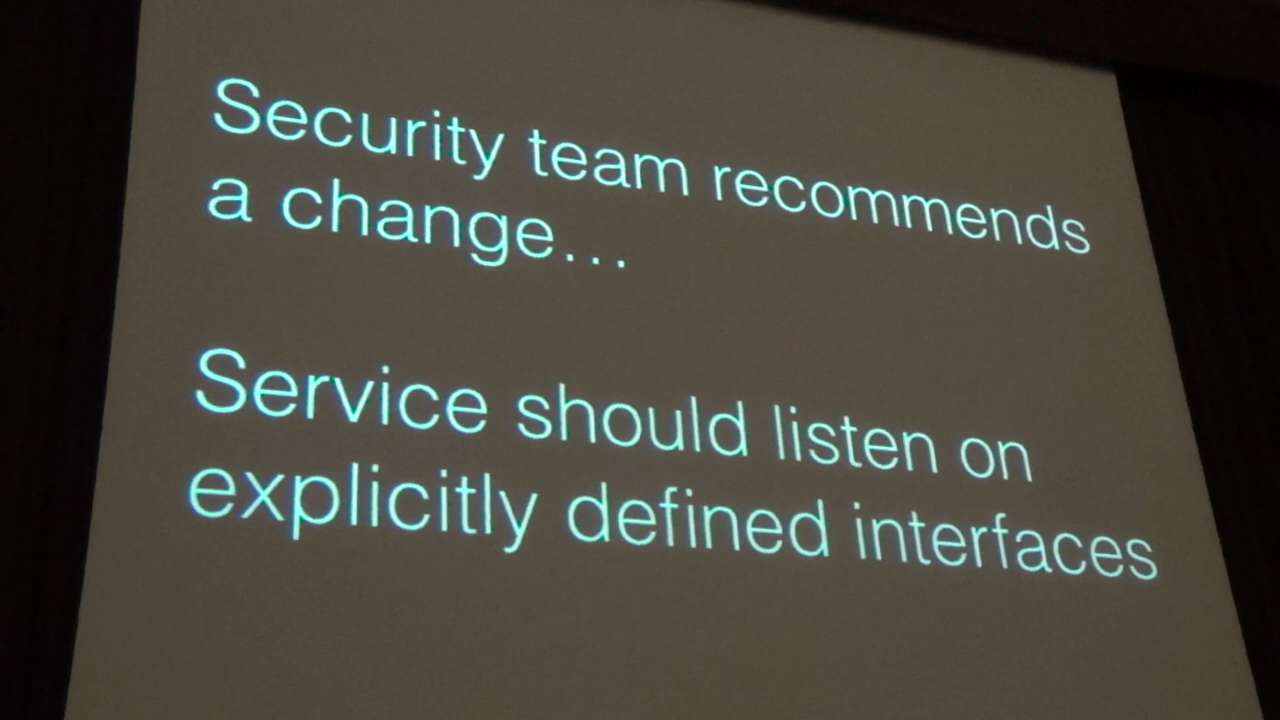 Security team recommends
a change...
Service should listen on
explicitly defined interfaces